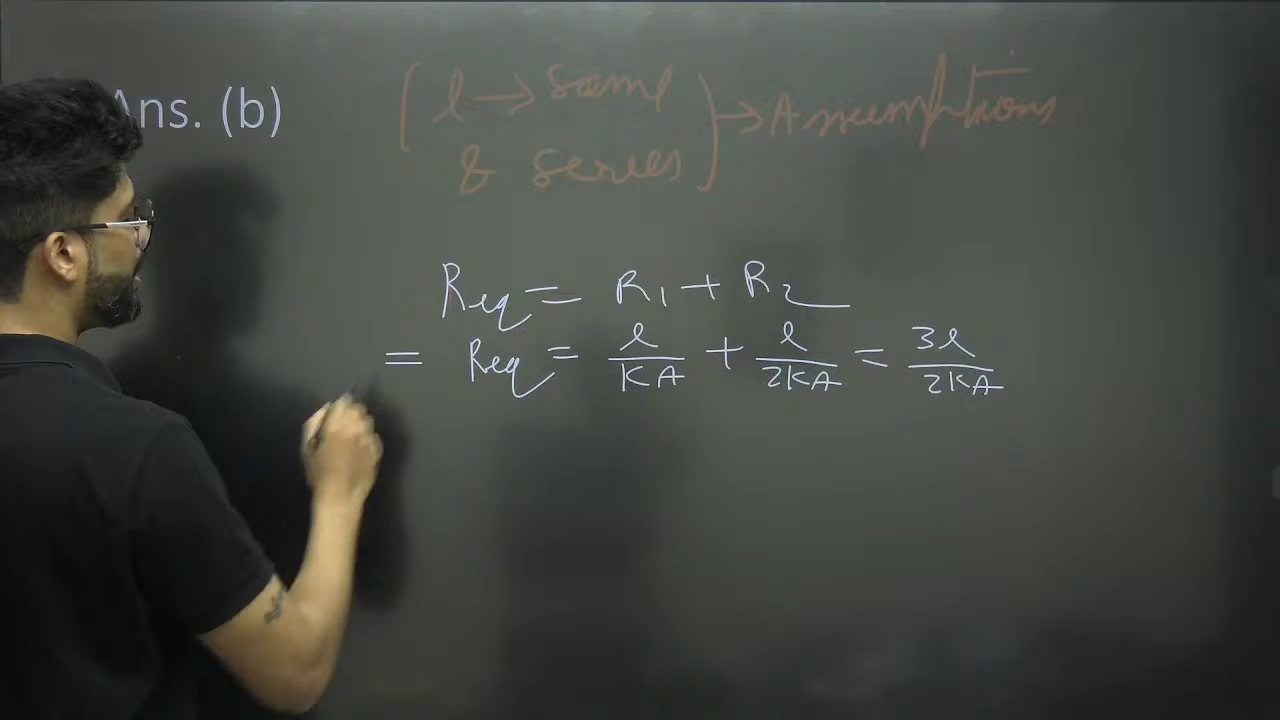 Ans. (b)
( l → same
& series ) → Assumptions
Req = R1 + R2
= Req = l/KA + l/2KA = 3l/2KA